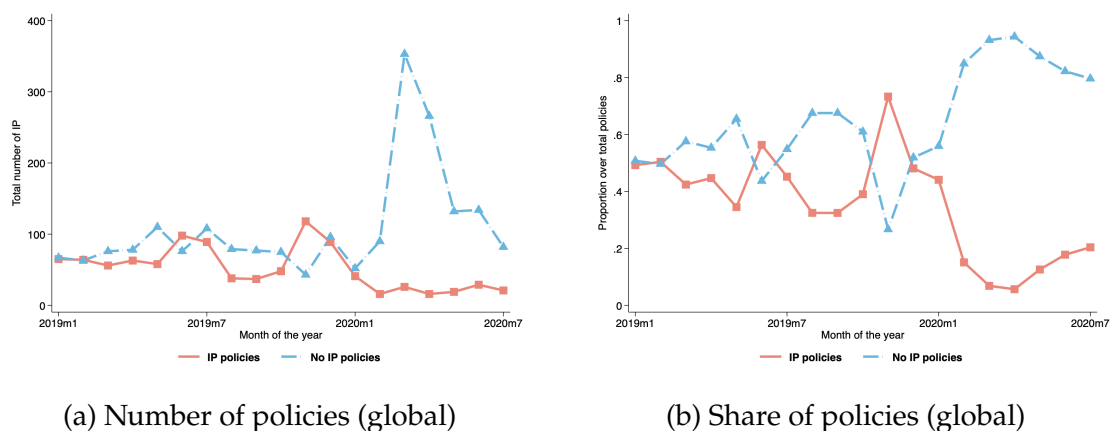 400
300
200
100
0
Total number of IP
2019m1 2019m7 2020m1 2020m7
Month of the year
IP policies No IP policies
(a) Number of policies (global)
1
.8
.6
.4
.2
0
Proportion over total policies
2019m1 2019m7 2020m1 2020m7
Month of the year
IP policies No IP policies
(b) Share of policies (global)